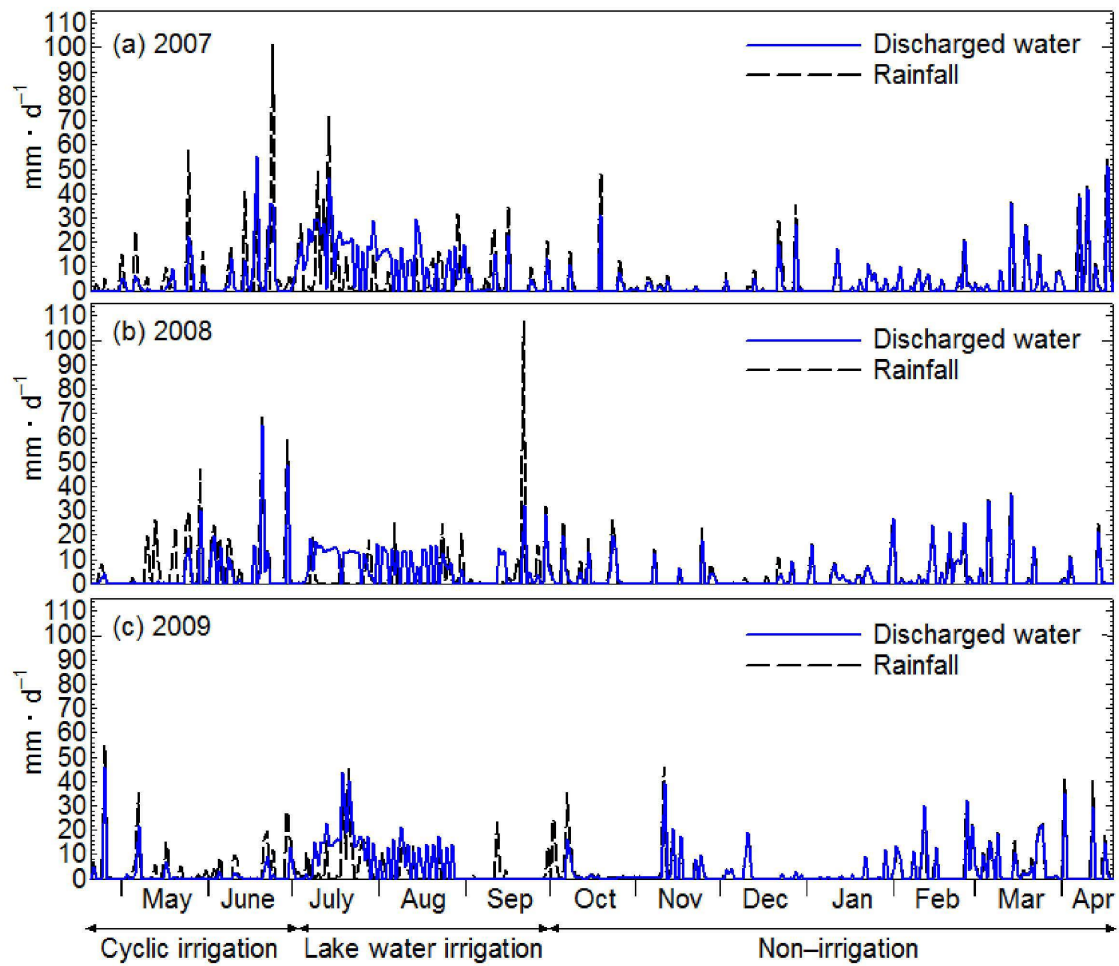 110
100
90
80
70
60
50
40
30
20
10
0
mm · d⁻¹
(a) 2007
Discharged water
Rainfall
110
100
90
80
70
60
50
40
30
20
10
0
mm · d⁻¹
(b) 2008
Discharged water
Rainfall
110
100
90
80
70
60
50
40
30
20
10
0
mm · d⁻¹
(c) 2009
Discharged water
Rainfall
May June July Aug Sep Oct Nov Dec Jan Feb Mar Apr
Cyclic irrigation Lake water irrigation Non–irrigation